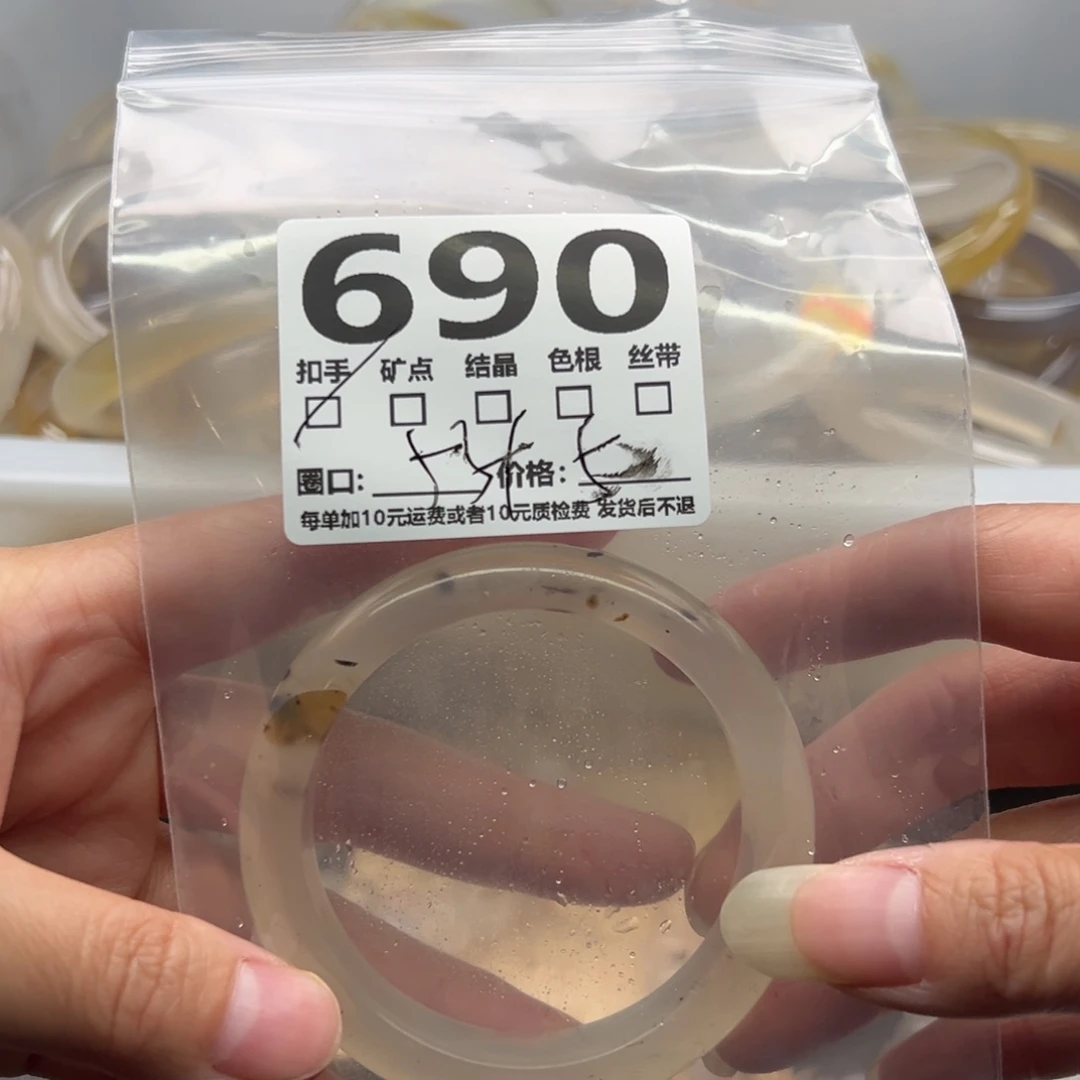 690
扣手 矿点 结晶 色根 丝带
圈口: 价格:
每单加10元运费或者10元质检费 发货后不退